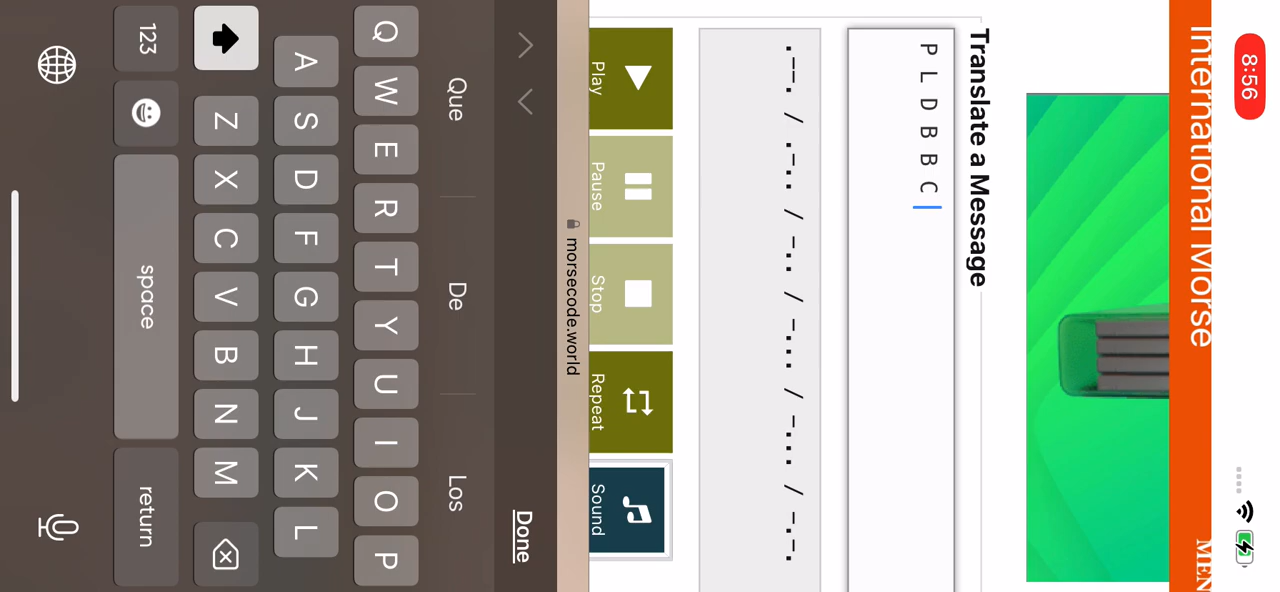 8:56
International Morse
MEN
Translate a Message
P L D B B C
.--. / .-.. / -.. / -... / -... / -.-.
Play
Pause
Stop
Repeat
Sound
morsecode.world
Done
Que De Los
Q W E R T Y U I O P
A S D F G H J K L
Z X C V B N M
123 space return